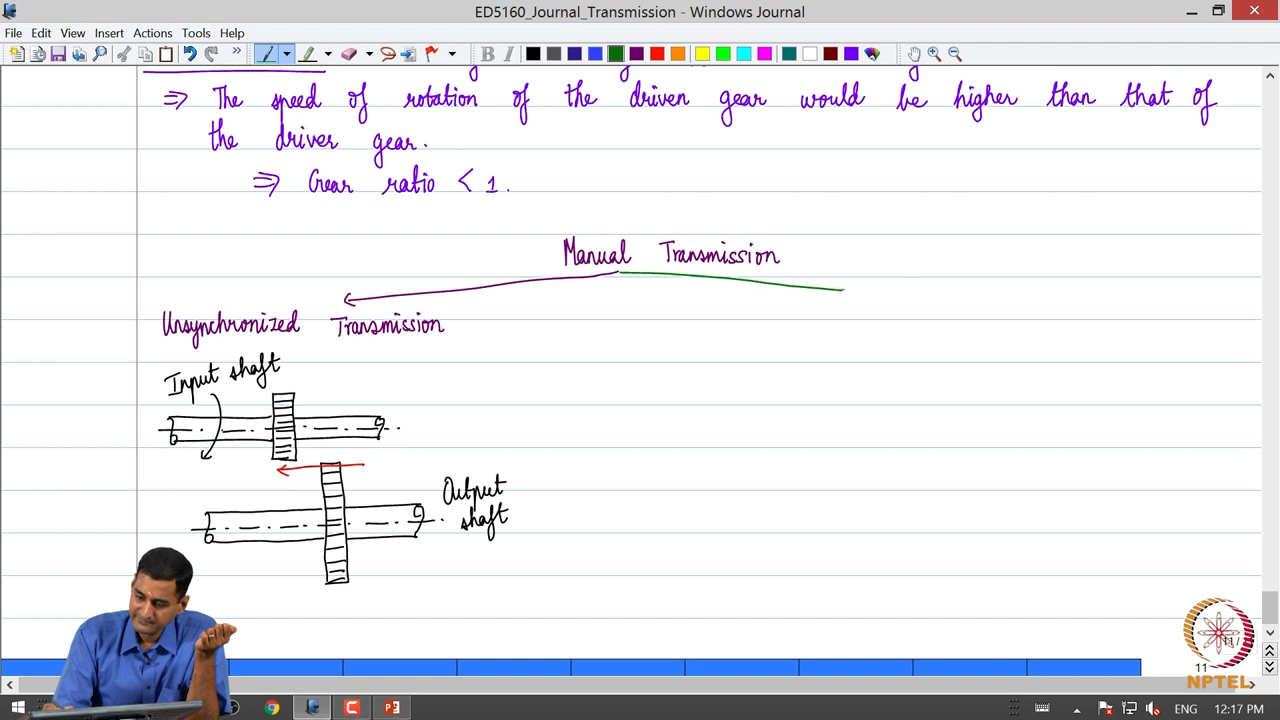 ED5160_Journal_Transmission - Windows Journal
File Edit View Insert Actions Tools Help
⇒ The speed of rotation of the driven gear would be higher than that of
the driver gear.
⇒ Gear ratio < 1.
Manual Transmission
Unsynchronized Transmission
Input shaft
Output
shaft
11/
11
NPTEL
ENG 12:17 PM